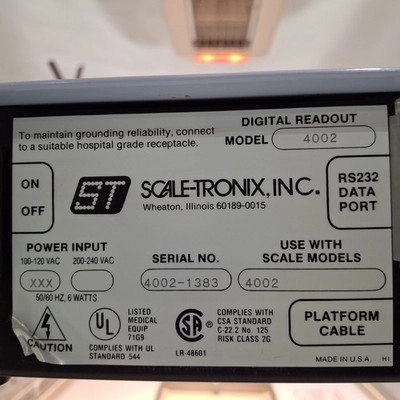 DIGITAL READOUT
To maintain grounding reliability, connect
to a suitable hospital grade receptacle.
MODEL 4002
ON
OFF
ST
SCALE-TRONIX, INC.
Wheaton, Illinois 60189-0015
RS232
DATA
PORT
POWER INPUT
100-120 VAC 200-240 VAC
XXX
50/60 HZ, 6 WATTS
SERIAL NO.
4002-1383
USE WITH
SCALE MODELS
4002
CAUTION
UL
LISTED
MEDICAL
EQUIP
71G9
COMPLIES WITH UL
STANDARD 544
SA
LR-48601
COMPLIES WITH
CSA STANDARD
C-22.2 No. 125
RISK CLASS 2G
PLATFORM
CABLE
MADE IN U.S.A. HI